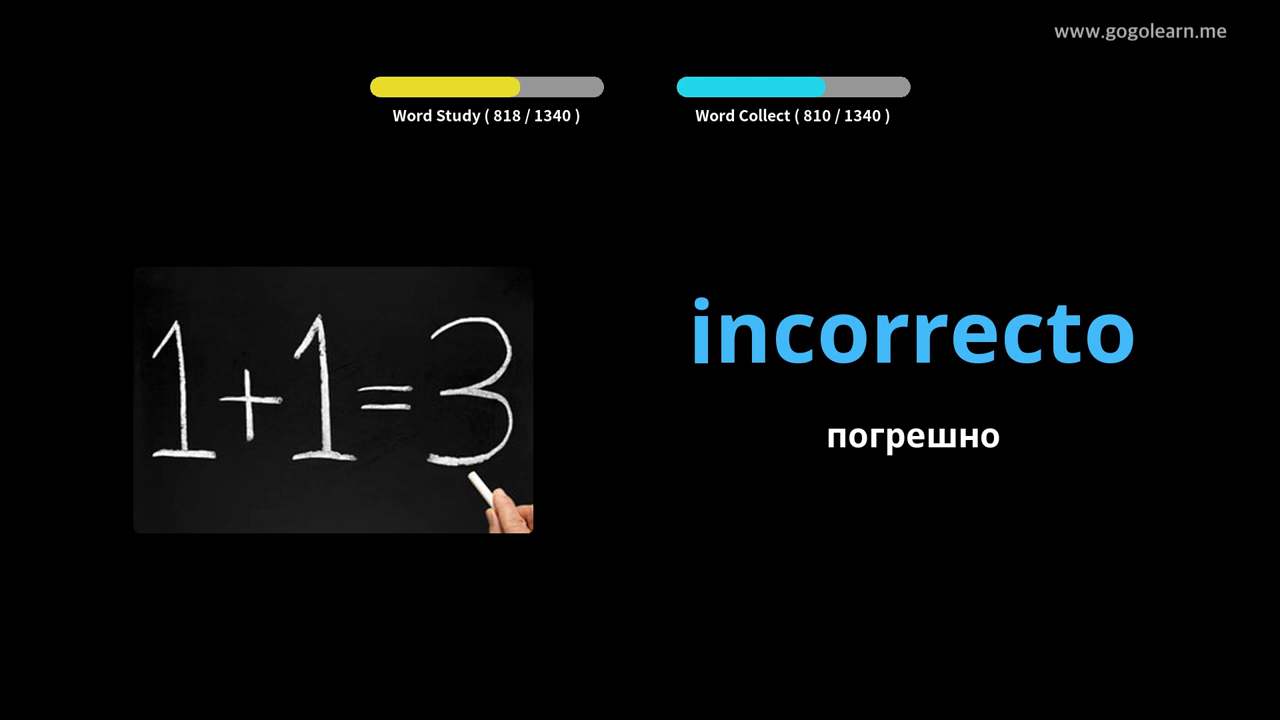 www.gogolearn.me
Word Study ( 818 / 1340 )
Word Collect ( 810 / 1340 )
1+1=3
incorrecto
погрешно